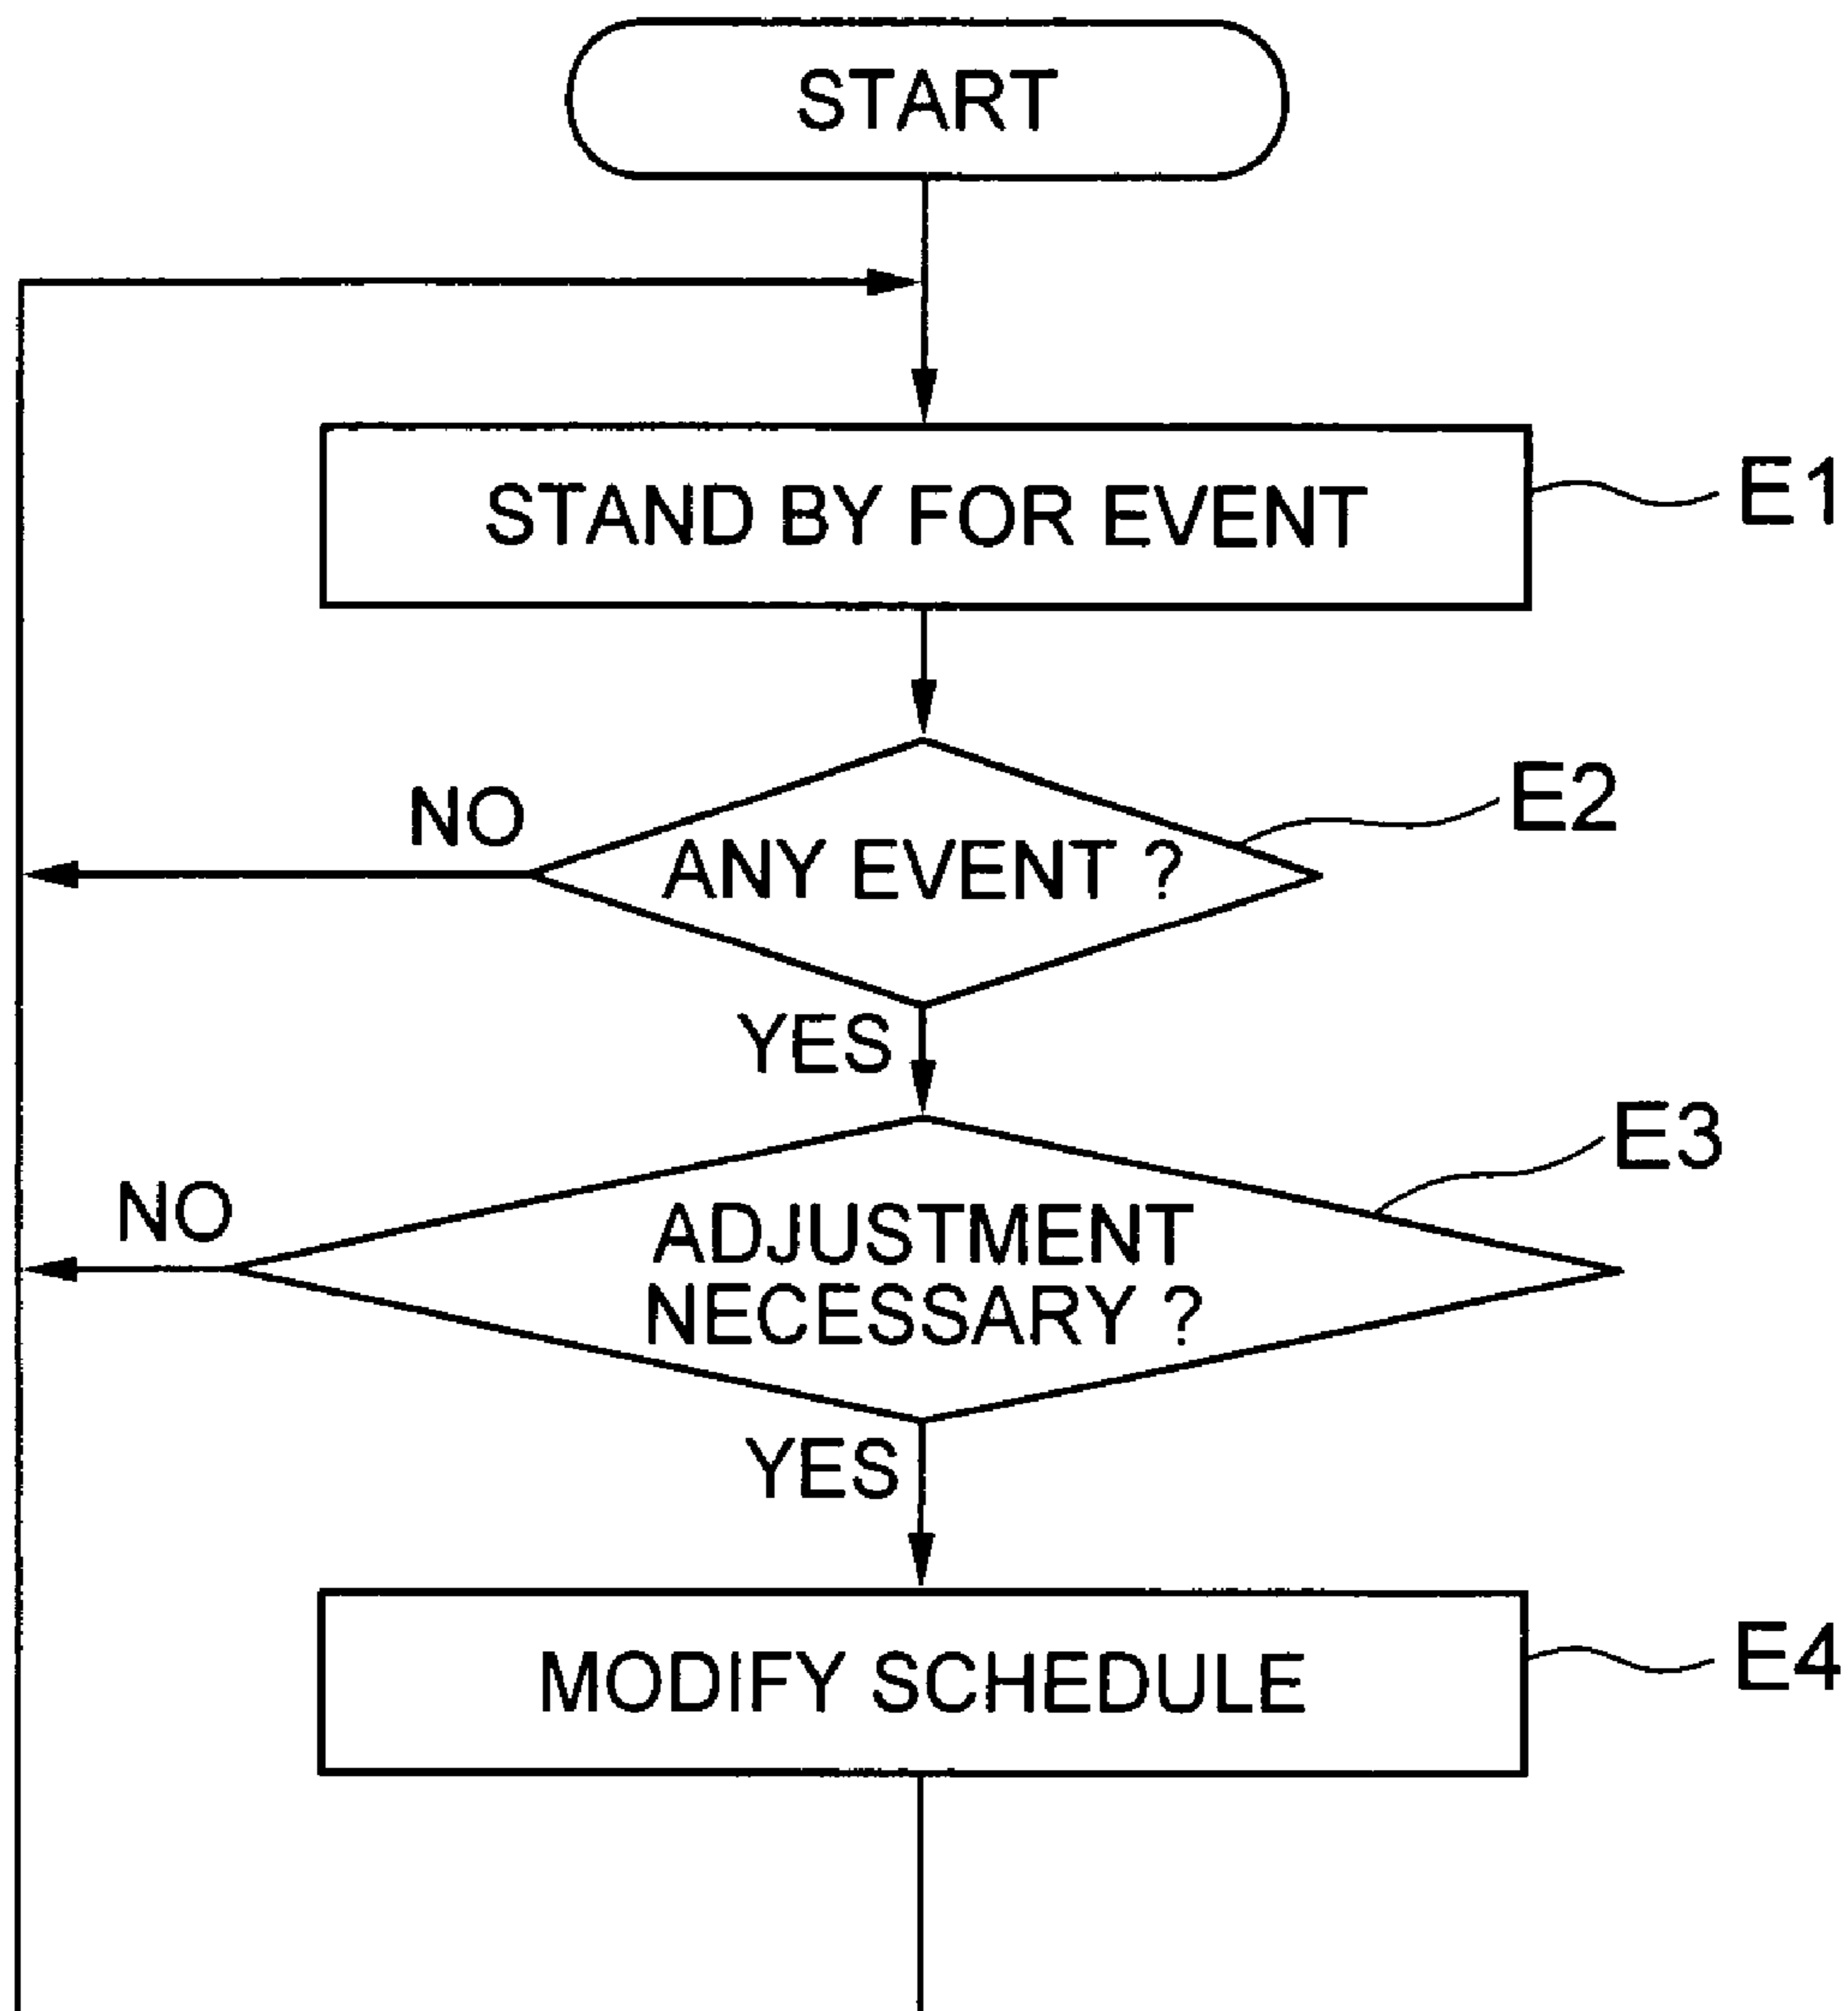 START
STAND BY FOR EVENT
E1
ANY EVENT ?
E2
NO
YES
ADJUSTMENT
NECESSARY ?
E3
NO
YES
MODIFY SCHEDULE
E4